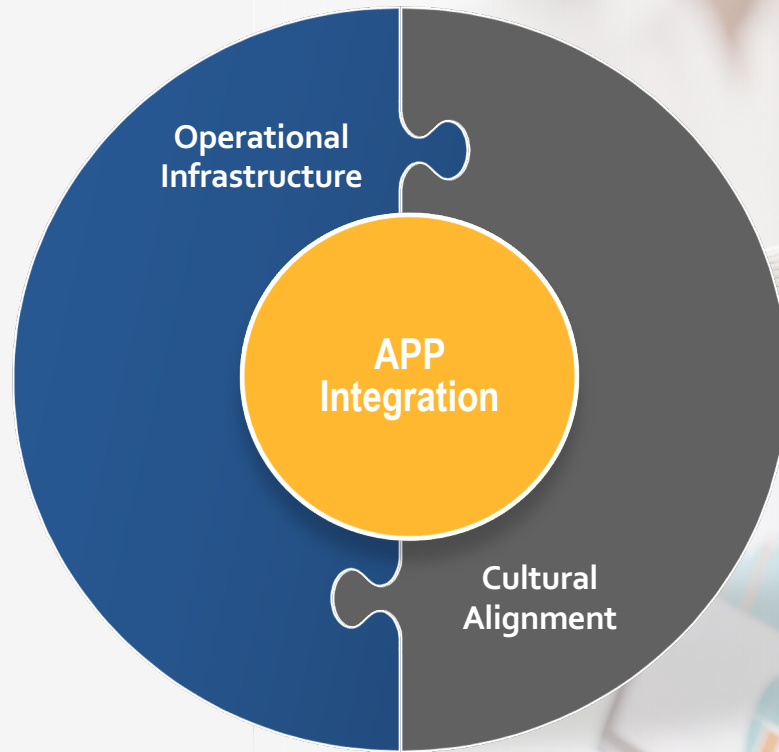 Operational
Infrastructure
APP
Integration
Cultural
Alignment